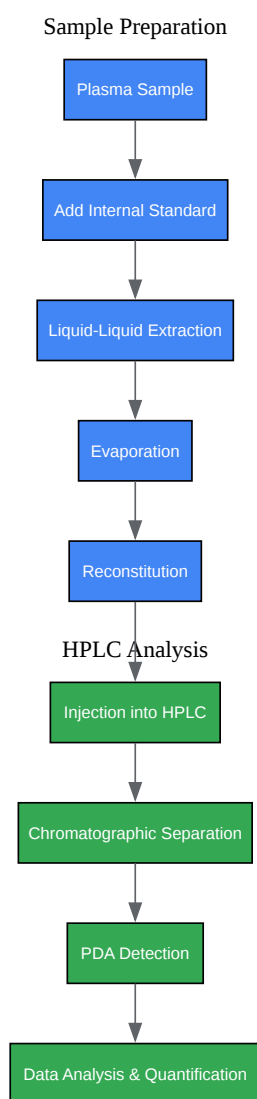 Sample Preparation
Plasma Sample
Add Internal Standard
Liquid-Liquid Extraction
Evaporation
Reconstitution
HPLC Analysis
Injection into HPLC
Chromatographic Separation
PDA Detection
Data Analysis & Quantification